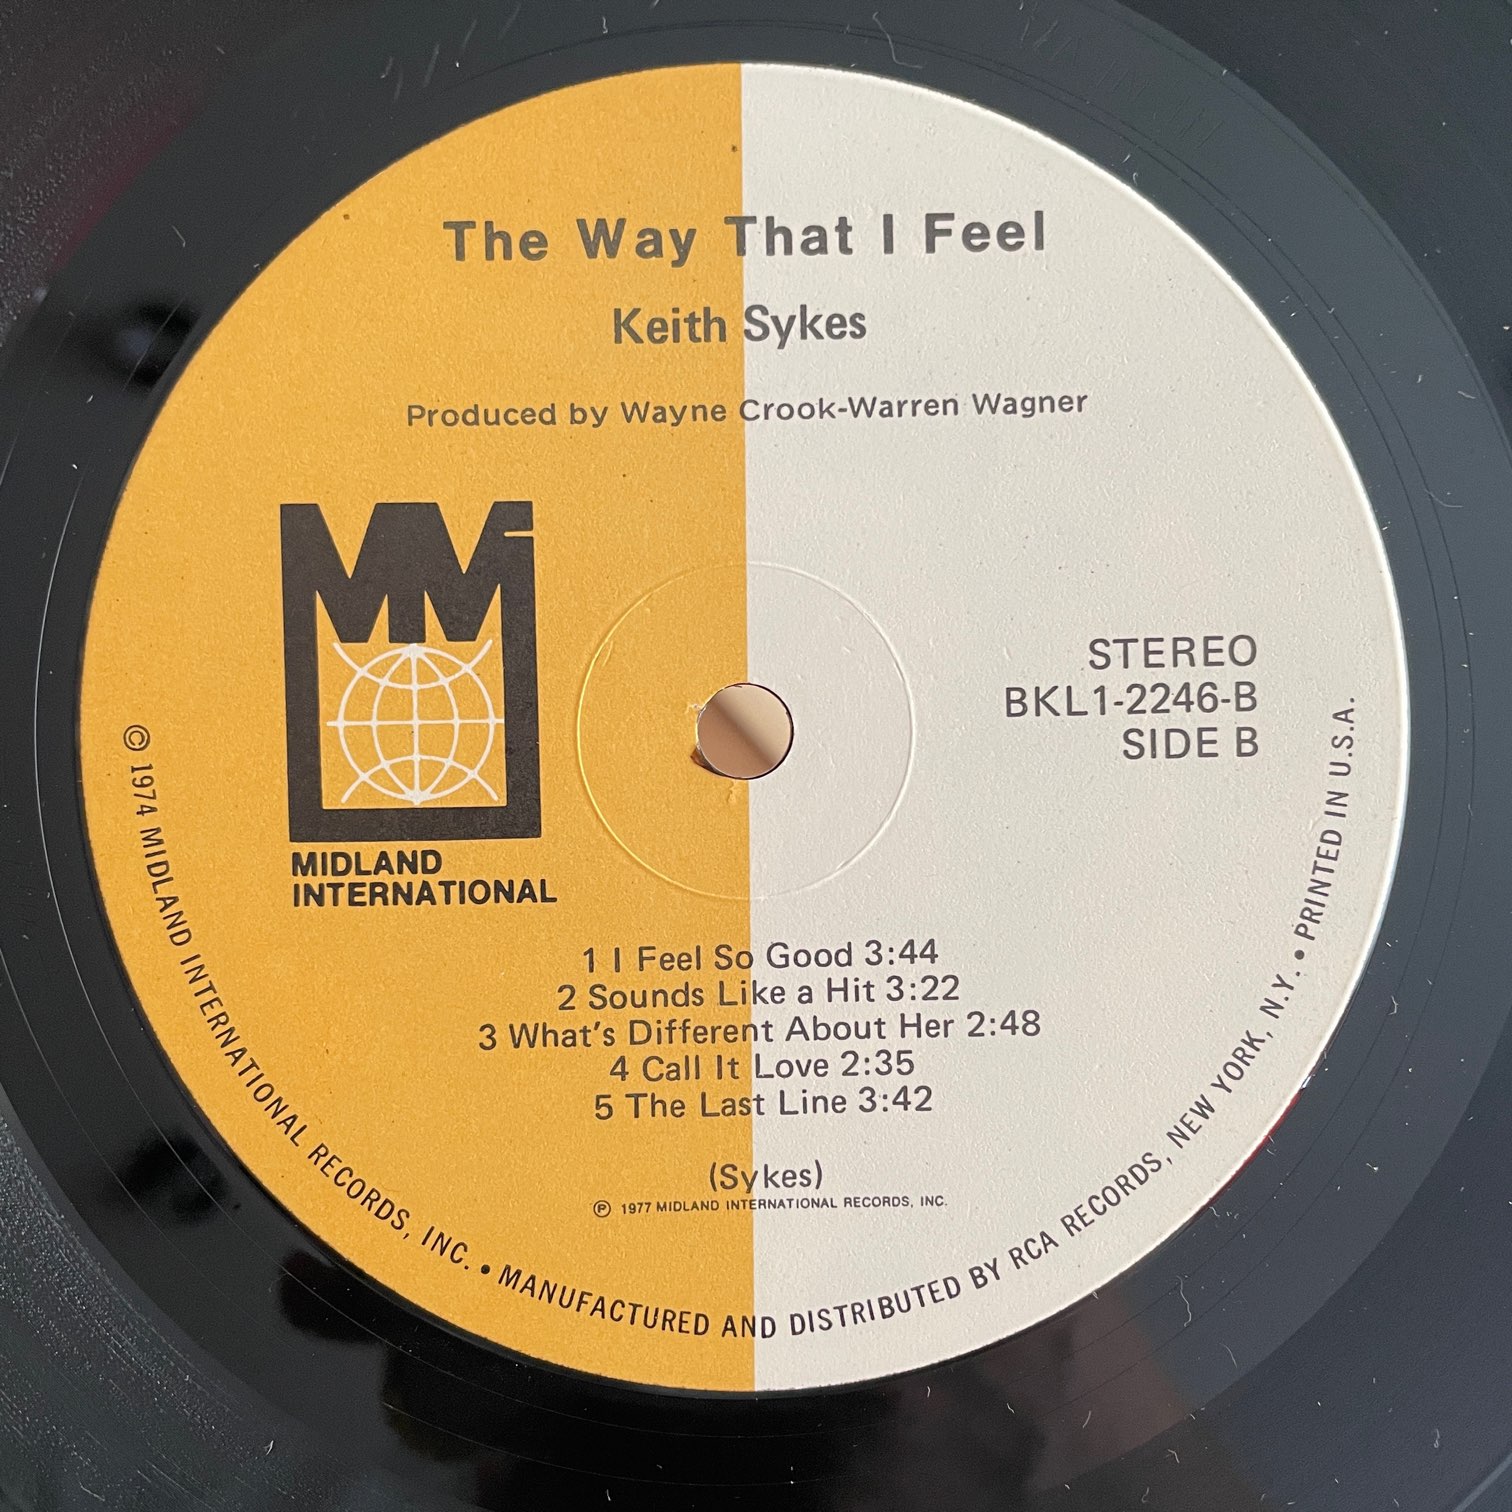 The Way That I Feel
Keith Sykes
Produced by Wayne Crook-Warren Wagner
MIDLAND
INTERNATIONAL
STEREO
BKL1-2246-B
SIDE B
1 I Feel So Good 3:44
2 Sounds Like a Hit 3:22
3 What's Different About Her 2:48
4 Call It Love 2:35
5 The Last Line 3:42
(Sykes)
℗ 1977 MIDLAND INTERNATIONAL RECORDS, INC.
© 1974 MIDLAND INTERNATIONAL RECORDS, INC. • MANUFACTURED AND DISTRIBUTED BY RCA RECORDS, NEW YORK, N.Y. • PRINTED IN U.S.A.